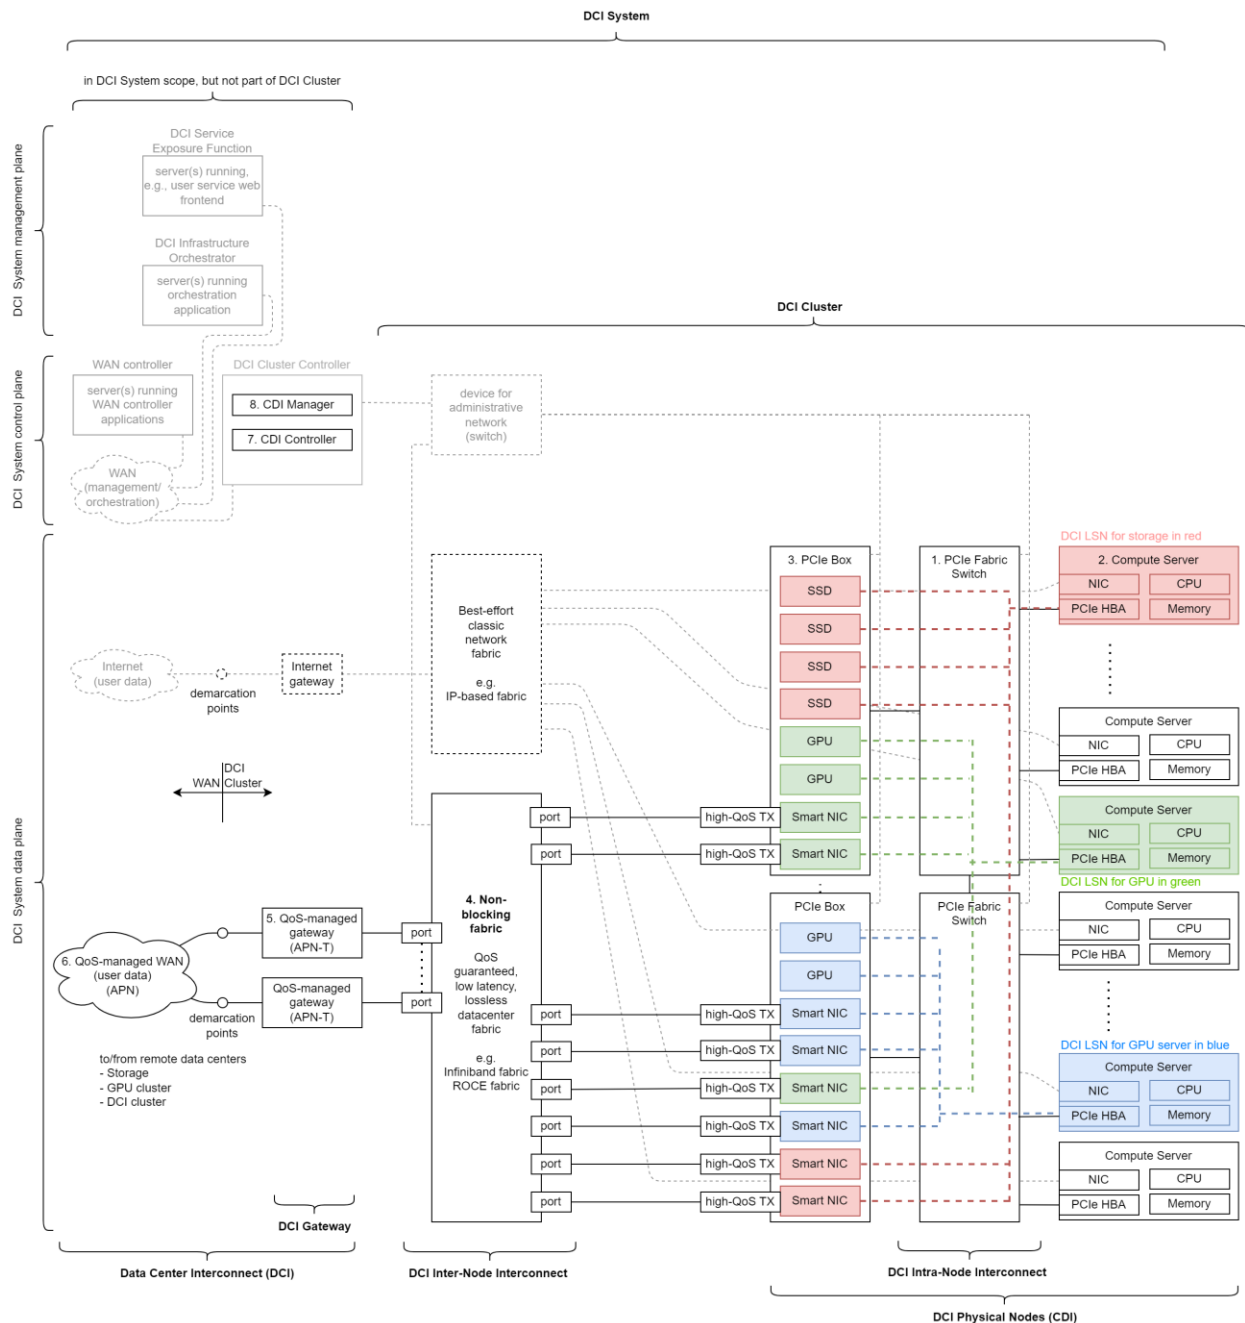 DCI System
in DCI System scope, but not part of DCI Cluster
DCI System management plane
DCI Service
Exposure Function
server(s) running,
e.g., user service web
frontend
DCI Infrastructure
Orchestrator
server(s) running
orchestration
application
DCI Cluster
DCI System control plane
WAN controller
server(s) running
WAN controller
applications
DCI Cluster Controller
8. CDI Manager
7. CDI Controller
device for
administrative
network
(switch)
WAN
(management/
orchestration)
DCI System data plane
Best-effort
classic
network
fabric
e.g.
IP-based fabric
Internet
(user data)
demarcation
points
Internet
gateway
DCI
WAN Cluster
3. PCIe Box
SSD
SSD
SSD
SSD
GPU
GPU
Smart NIC
Smart NIC
1. PCIe Fabric
Switch
DCI LSN for storage in red
2. Compute Server
NIC
CPU
PCIe HBA
Memory
Compute Server
NIC
CPU
PCIe HBA
Memory
Compute Server
NIC
CPU
PCIe HBA
Memory
DCI LSN for GPU in green
Compute Server
NIC
CPU
PCIe HBA
Memory
DCI LSN for GPU server in blue
Compute Server
NIC
CPU
PCIe HBA
Memory
Compute Server
NIC
CPU
PCIe HBA
Memory
port
high-QoS TX
port
high-QoS TX
4. Non-
blocking
fabric
QoS
guaranteed,
low latency,
lossless
datacenter
fabric
e.g.
Infiniband fabric
ROCE fabric
PCIe Box
GPU
GPU
Smart NIC
Smart NIC
Smart NIC
Smart NIC
Smart NIC
Smart NIC
PCIe Fabric
Switch
5. QoS-managed
gateway
(APN-T)
port
6. QoS-managed WAN
(user data)
(APN)
QoS-managed
gateway
(APN-T)
port
demarcation
points
port
high-QoS TX
port
high-QoS TX
port
high-QoS TX
port
high-QoS TX
port
high-QoS TX
port
high-QoS TX
to/from remote data centers
- Storage
- GPU cluster
- DCI cluster
DCI Gateway
Data Center Interconnect (DCI)
DCI Inter-Node Interconnect
DCI Intra-Node Interconnect
DCI Physical Nodes (CDI)